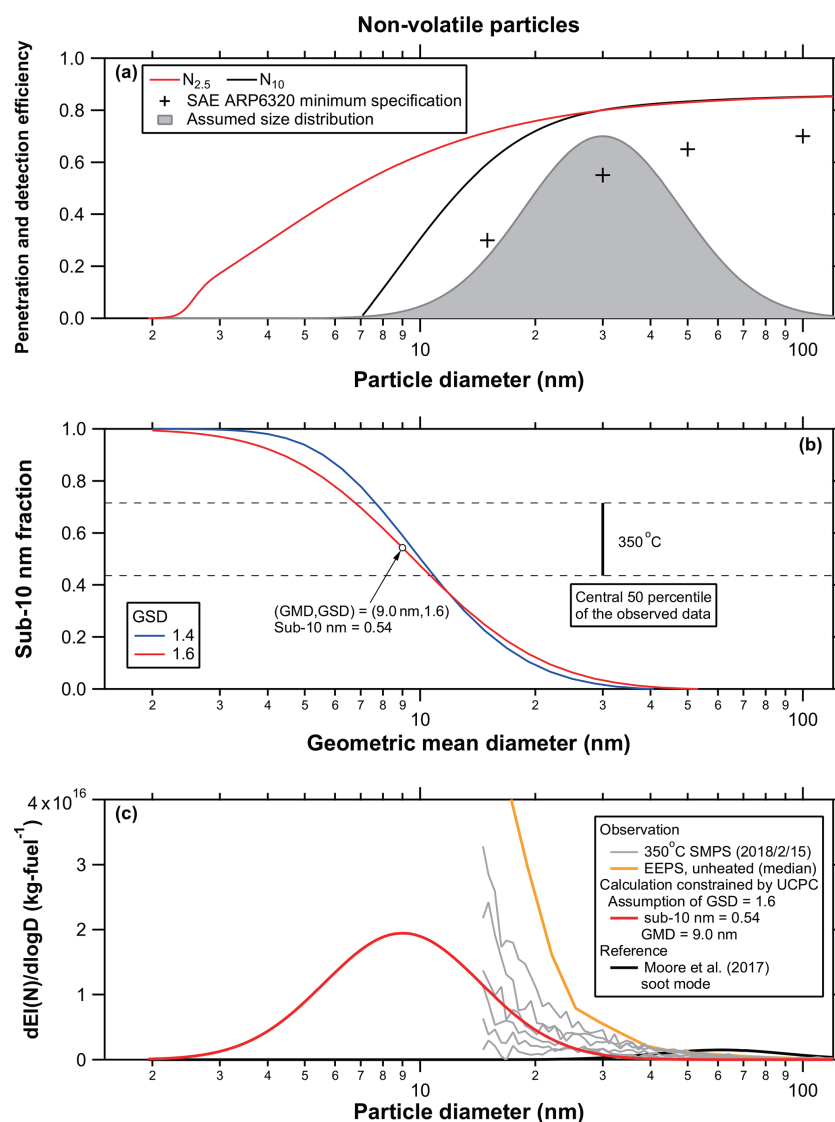 Non-volatile particles
(a)
N2.5 N10
SAE ARP6320 minimum specification
Assumed size distribution
Penetration and detection efficiency
1.0
0.8
0.6
0.4
0.2
0.0
2 3 4 5 6 7 8 9 10 2 3 4 5 6 7 8 9 100
Particle diameter (nm)
(b)
Sub-10 nm fraction
1.0
0.8
0.6
0.4
0.2
0.0
350°C
Central 50 percentile
of the observed data
(GMD,GSD) = (9.0 nm,1.6)
Sub-10 nm = 0.54
GSD
1.4
1.6
2 3 4 5 6 7 8 9 10 2 3 4 5 6 7 8 9 100
Geometric mean diameter (nm)
(c)
dEI(N)/dlogD (kg-fuel⁻¹)
4x10¹⁶
3
2
1
0
Observation
350°C SMPS (2018/2/15)
EEPS, unheated (median)
Calculation constrained by UCPC
Assumption of GSD = 1.6
sub-10 nm = 0.54
GMD = 9.0 nm
Reference
Moore et al. (2017)
soot mode
2 3 4 5 6 7 8 9 10 2 3 4 5 6 7 8 9 100
Particle diameter (nm)